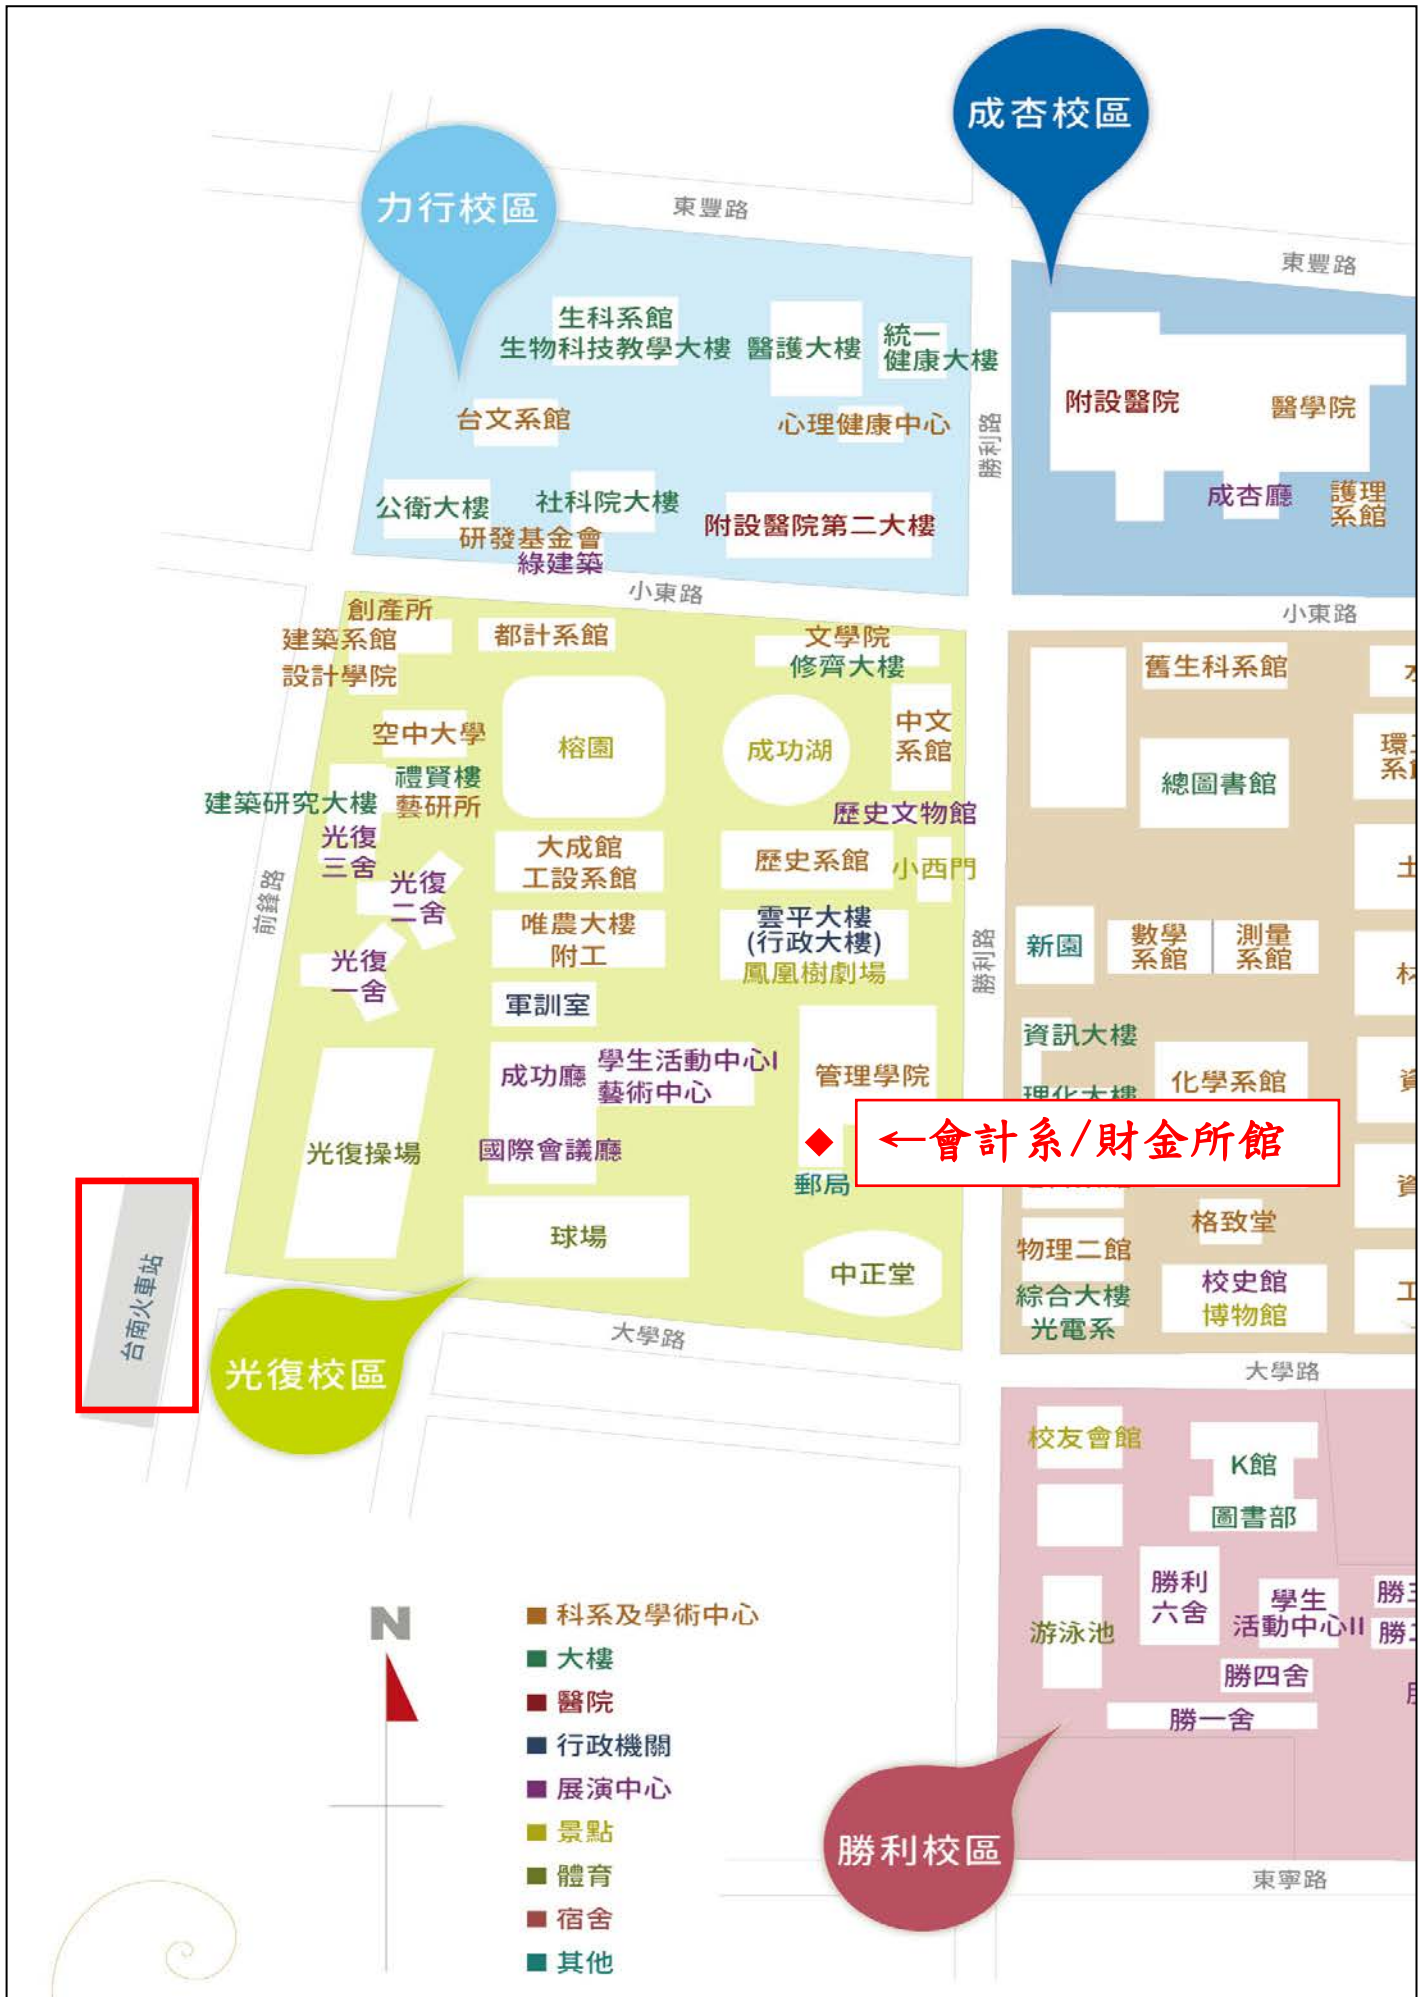 成杏校區
力行校區
東豐路
東豐路
生科系館
生物科技教學大樓
醫護大樓
統一
健康大樓
台文系館
心理健康中心
勝利路
附設醫院
醫學院
公衛大樓
社科院大樓
研發基金會
綠建築
附設醫院第二大樓
成杏廳
護理
系館
小東路
小東路
創產所
建築系館
設計學院
都計系館
文學院
修齊大樓
舊生科系館
空中大學
榕園
成功湖
中文
系館
總圖書館
禮賢樓
藝研所
建築研究大樓
歷史文物館
光復
三舍
大成館
工設系館
歷史系館
小西門
光復
二舍
前鋒路
唯農大樓
附工
雲平大樓
(行政大樓)
鳳凰樹劇場
勝利路
新園
數學
系館
測量
系館
光復
一舍
軍訓室
資訊大樓
成功廳
學生活動中心I
藝術中心
管理學院
化學系館
理化大樓
←會計系/財金所館
光復操場
國際會議廳
郵局
球場
中正堂
物理二館
格致堂
綜合大樓
光電系
校史館
博物館
台南火車站
光復校區
大學路
大學路
校友會館
K館
圖書部
勝利
六舍
學生
活動中心II
游泳池
勝四舍
勝一舍
N
科系及學術中心
大樓
醫院
行政機關
展演中心
景點
體育
宿舍
其他
勝利校區
東寧路